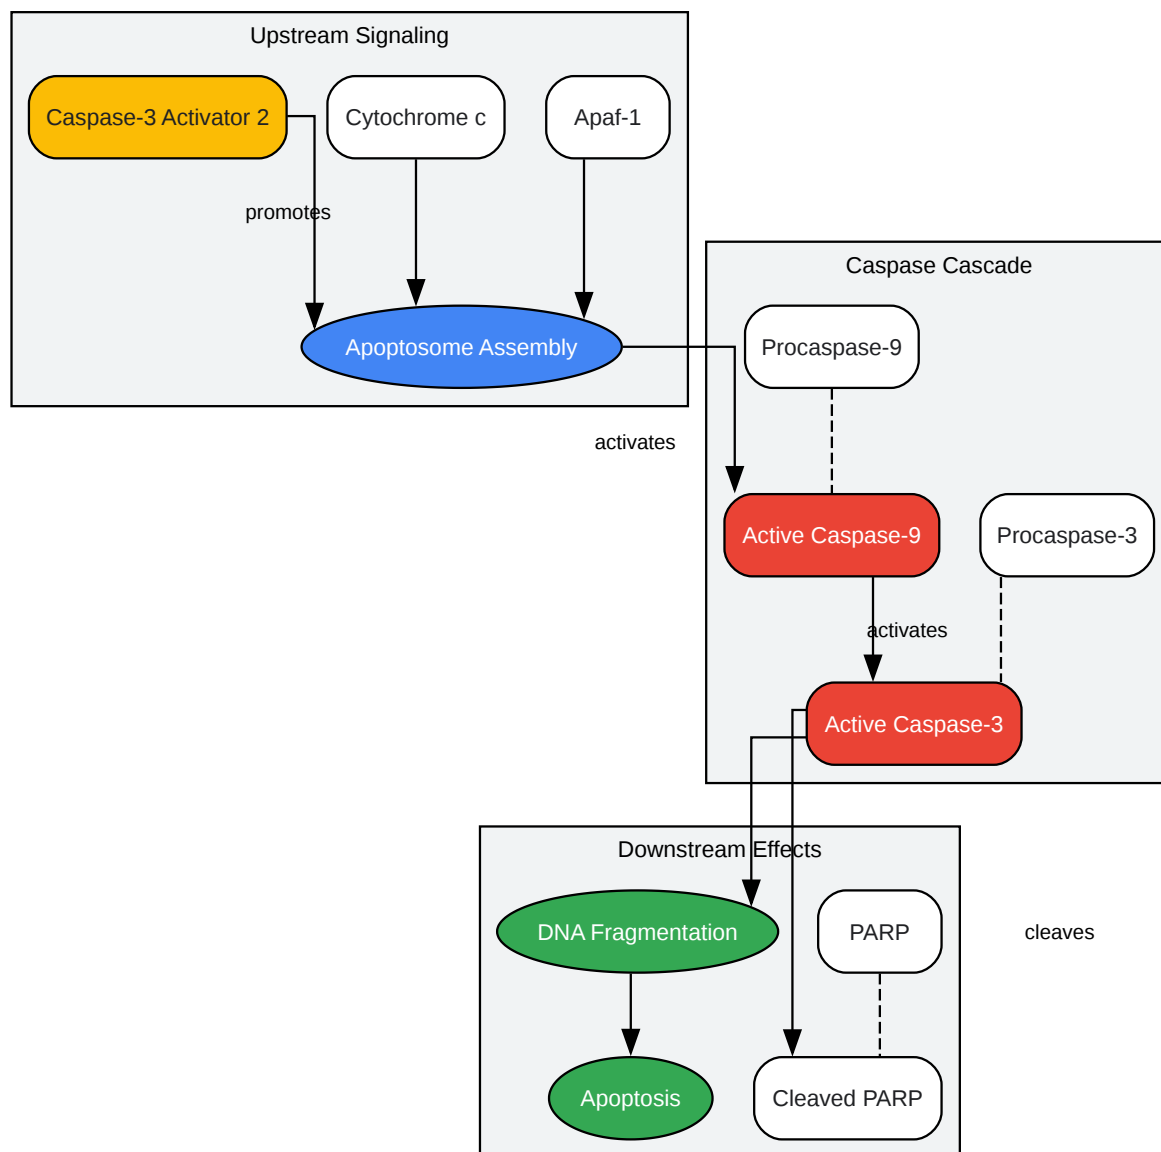 Upstream Signaling
Caspase-3 Activator 2
Cytochrome c
Apaf-1
promotes
Apoptosome Assembly
activates
Caspase Cascade
Procaspase-9
Active Caspase-9
Procaspase-3
activates
Active Caspase-3
Downstream Effects
DNA Fragmentation
PARP
cleaves
Apoptosis
Cleaved PARP